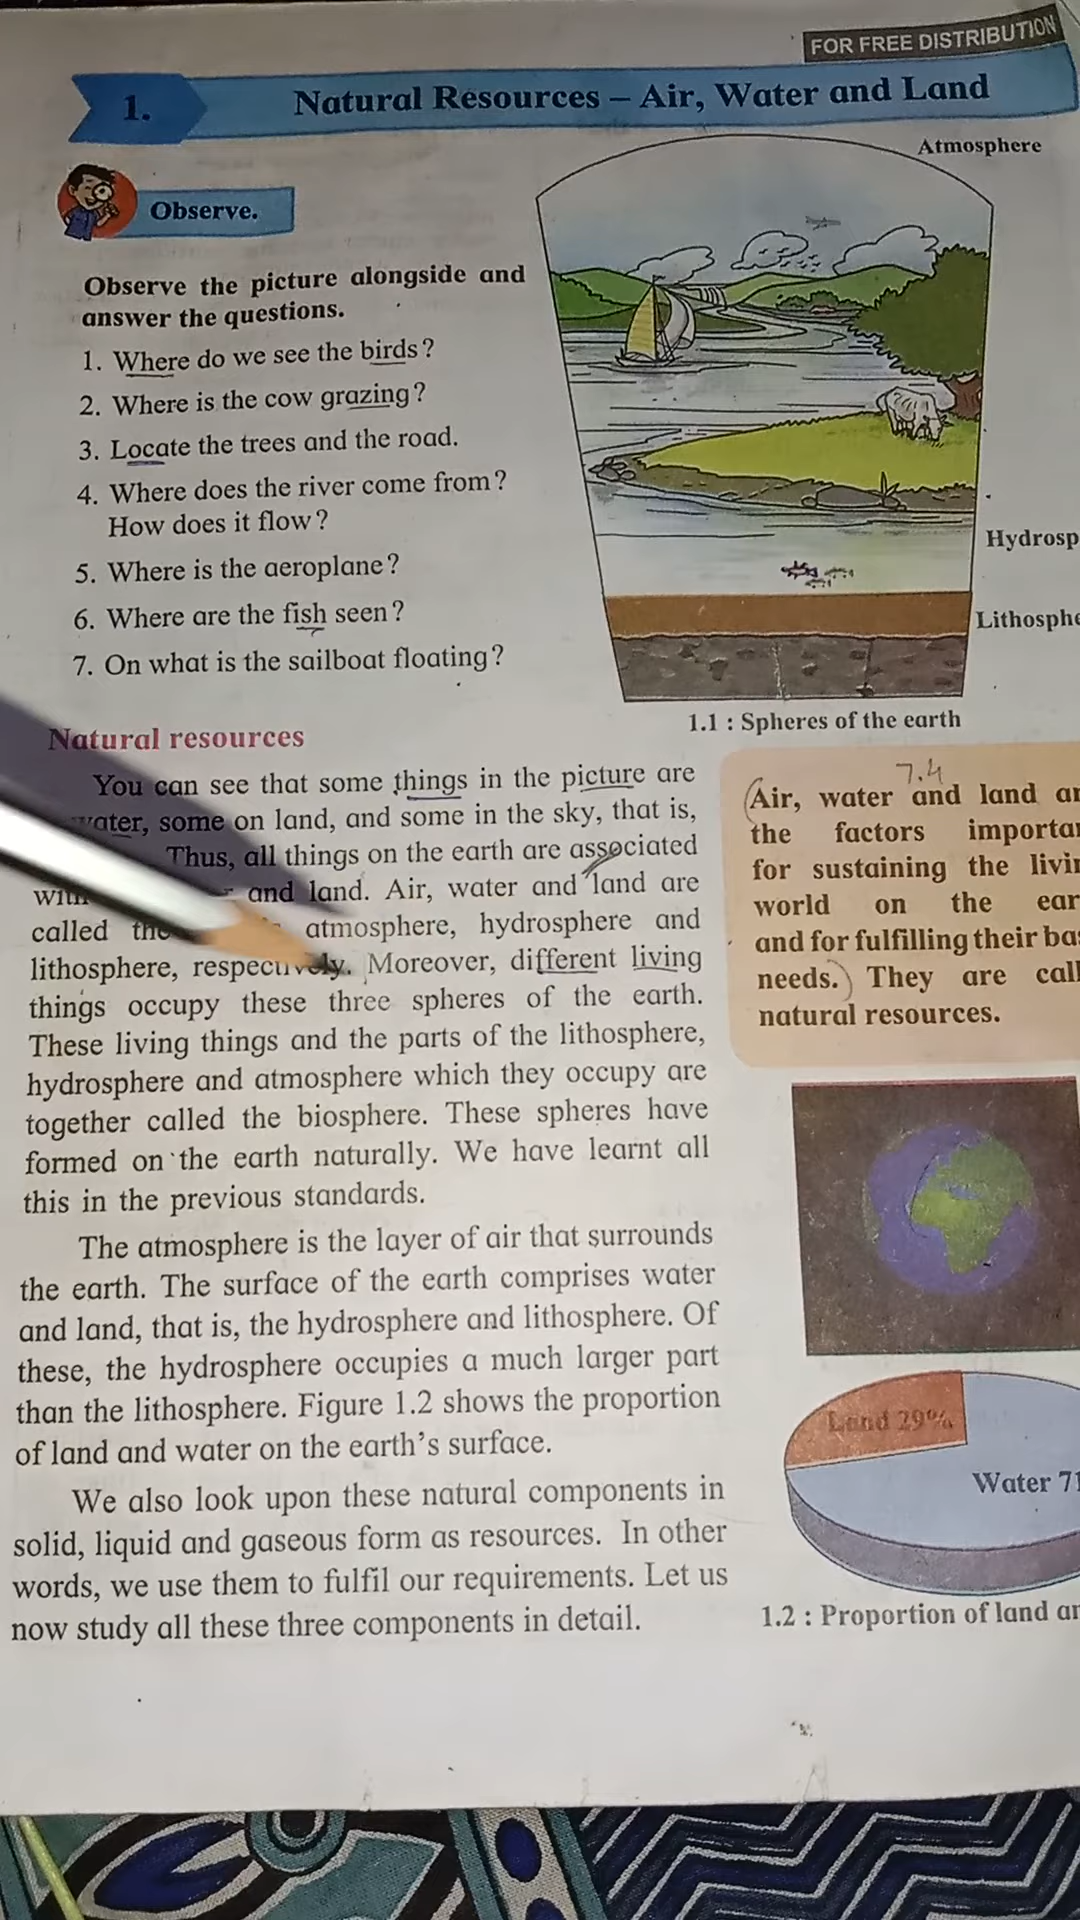 FOR FREE DISTRIBUTION
1. Natural Resources – Air, Water and Land
Observe.
Observe the picture alongside and
answer the questions.
1. Where do we see the birds?
2. Where is the cow grazing?
3. Locate the trees and the road.
4. Where does the river come from?
How does it flow?
5. Where is the aeroplane?
6. Where are the fish seen?
7. On what is the sailboat floating?
Atmosphere
Hydrosp
Lithosphe
1.1 : Spheres of the earth
Natural resources
You can see that some things in the picture are
water, some on land, and some in the sky, that is,
Thus, all things on the earth are associated
with and land. Air, water and land are
called the atmosphere, hydrosphere and
lithosphere, respectively. Moreover, different living
things occupy these three spheres of the earth.
These living things and the parts of the lithosphere,
hydrosphere and atmosphere which they occupy are
together called the biosphere. These spheres have
formed on the earth naturally. We have learnt all
this in the previous standards.
The atmosphere is the layer of air that surrounds
the earth. The surface of the earth comprises water
and land, that is, the hydrosphere and lithosphere. Of
these, the hydrosphere occupies a much larger part
than the lithosphere. Figure 1.2 shows the proportion
of land and water on the earth's surface.
We also look upon these natural components in
solid, liquid and gaseous form as resources. In other
words, we use them to fulfil our requirements. Let us
now study all these three components in detail.
7.4
(Air, water and land ar
the factors importan
for sustaining the livin
world on the ear
and for fulfilling their bas
needs.) They are call
natural resources.
Land 29%
Water 71
1.2 : Proportion of land an